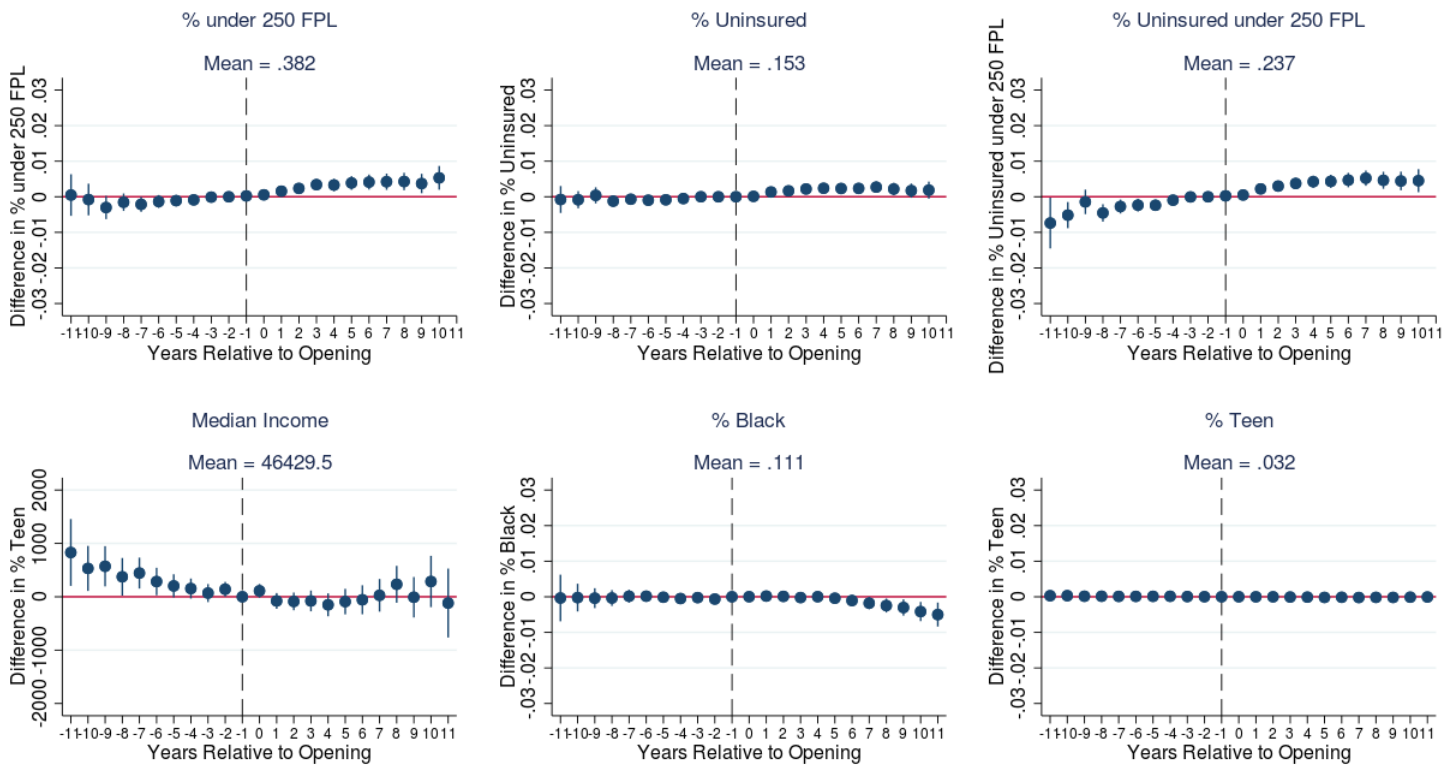 % under 250 FPL
Mean = .382
Difference in % under 250 FPL
.03
.02
.01
0
-.01
-.02
-.03
-11 -10 -9 -8 -7 -6 -5 -4 -3 -2 -1 0 1 2 3 4 5 6 7 8 9 10 11
Years Relative to Opening
% Uninsured
Mean = .153
Difference in % Uninsured
.03
.02
.01
0
-.01
-.02
-.03
-11 -10 -9 -8 -7 -6 -5 -4 -3 -2 -1 0 1 2 3 4 5 6 7 8 9 10 11
Years Relative to Opening
% Uninsured under 250 FPL
Mean = .237
Difference in % Uninsured under 250 FPL
.03
.02
.01
0
-.01
-.02
-.03
-11 -10 -9 -8 -7 -6 -5 -4 -3 -2 -1 0 1 2 3 4 5 6 7 8 9 10 11
Years Relative to Opening
Median Income
Mean = 46429.5
Difference in % Teen
2000
1000
0
-1000
-2000
-11 -10 -9 -8 -7 -6 -5 -4 -3 -2 -1 0 1 2 3 4 5 6 7 8 9 10 11
Years Relative to Opening
% Black
Mean = .111
Difference in % Black
.03
.02
.01
0
-.01
-.02
-.03
-11 -10 -9 -8 -7 -6 -5 -4 -3 -2 -1 0 1 2 3 4 5 6 7 8 9 10 11
Years Relative to Opening
% Teen
Mean = .032
Difference in % Teen
.03
.02
.01
0
-.01
-.02
-.03
-11 -10 -9 -8 -7 -6 -5 -4 -3 -2 -1 0 1 2 3 4 5 6 7 8 9 10 11
Years Relative to Opening